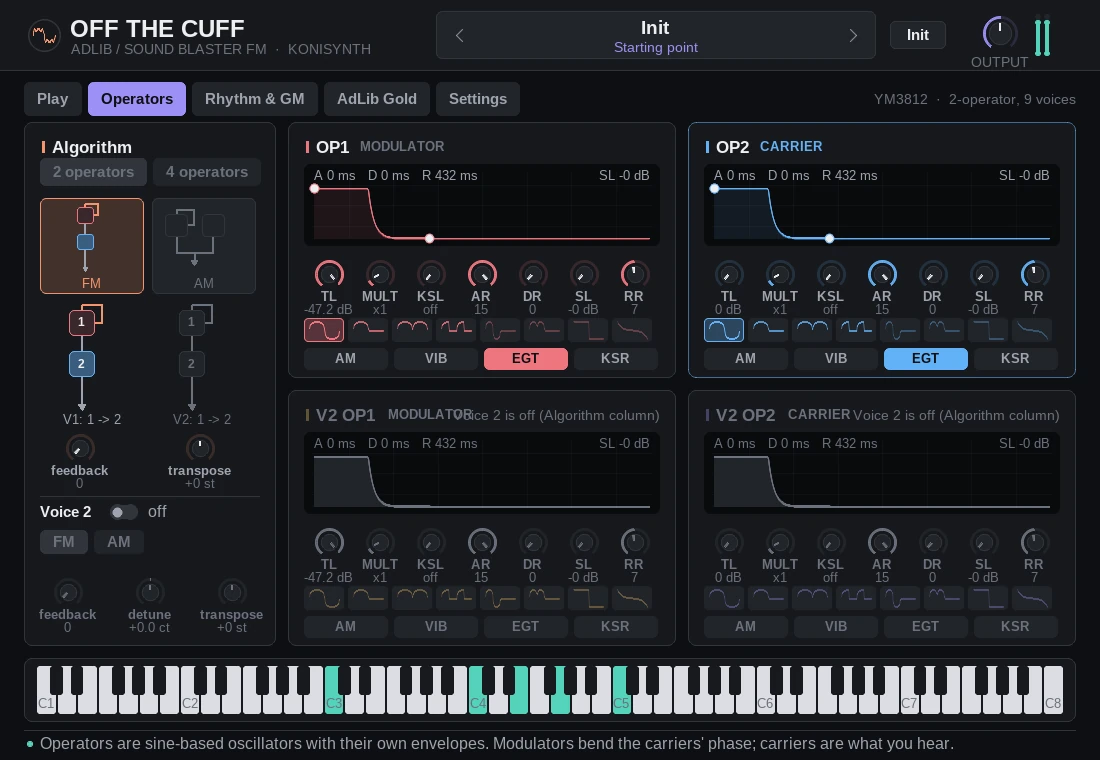 OFF THE CUFF
ADLIB / SOUND BLASTER FM · KONISYNTH
Init
Starting point
Init
OUTPUT
Play
Operators
Rhythm & GM
AdLib Gold
Settings
YM3812 · 2-operator, 9 voices
Algorithm
2 operators 4 operators
FM AM
1 1
2 2
V1: 1 -> 2 V2: 1 -> 2
feedback transpose
0 +0 st
Voice 2 off
FM AM
feedback detune transpose
0 +0.0 ct +0 st
OP1 MODULATOR
A 0 ms D 0 ms R 432 ms SL -0 dB
TL MULT KSL AR DR SL RR
-47.2 dB x1 off 15 0 -0 dB 7
AM VIB EGT KSR
OP2 CARRIER
A 0 ms D 0 ms R 432 ms SL -0 dB
TL MULT KSL AR DR SL RR
0 dB x1 off 15 0 -0 dB 7
AM VIB EGT KSR
V2 OP1 MODULATOR Voice 2 is off (Algorithm column)
A 0 ms D 0 ms R 432 ms SL -0 dB
TL MULT KSL AR DR SL RR
-47.2 dB x1 off 15 0 -0 dB 7
AM VIB EGT KSR
V2 OP2 CARRIER Voice 2 is off (Algorithm column)
A 0 ms D 0 ms R 432 ms SL -0 dB
TL MULT KSL AR DR SL RR
0 dB x1 off 15 0 -0 dB 7
AM VIB EGT KSR
C1 C2 C3 C4 C5 C6 C7 C8
Operators are sine-based oscillators with their own envelopes. Modulators bend the carriers' phase; carriers are what you hear.